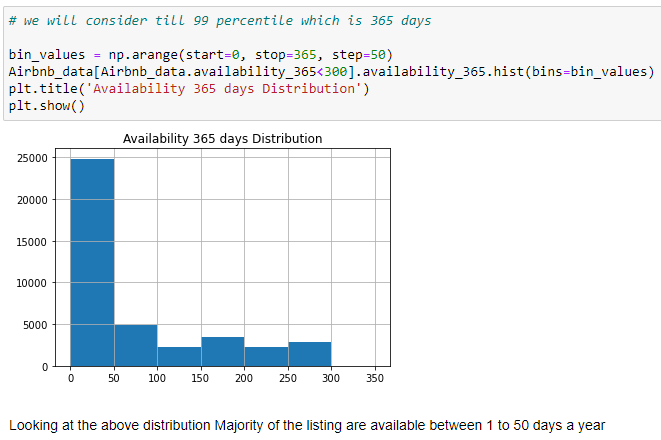 # we will consider till 99 percentile which is 365 days
bin_values = np.arange(start=0, stop=365, step=50)
Airbnb_data[Airbnb_data.availability_365<300].availability_365.hist(bins=bin_values)
plt.title('Availability 365 days Distribution')
plt.show()
Availability 365 days Distribution
25000
20000
15000
10000
5000
0
0 50 100 150 200 250 300 350
Looking at the above distribution Majority of the listing are available between 1 to 50 days a year